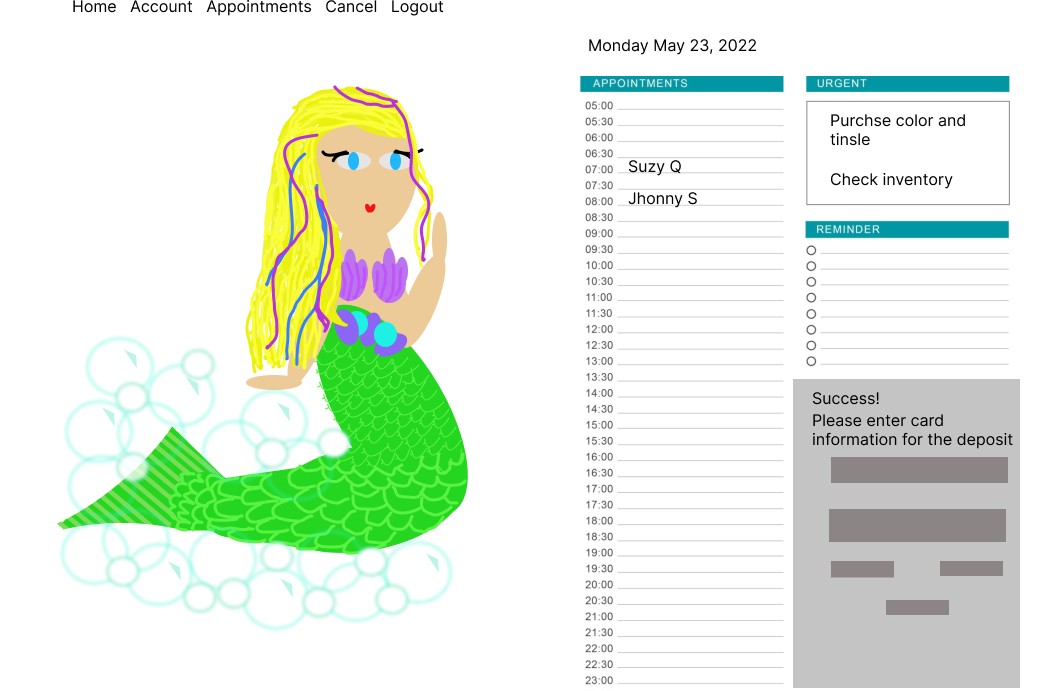 Home Account Appointments Cancel Logout
Monday May 23, 2022
APPOINTMENTS
05:00
05:30
06:00
06:30
07:00 Suzy Q
07:30
08:00 Jhonny S
08:30
09:00
09:30
10:00
10:30
11:00
11:30
12:00
12:30
13:00
13:30
14:00
14:30
15:00
15:30
16:00
16:30
17:00
17:30
18:00
18:30
19:00
19:30
20:00
20:30
21:00
21:30
22:00
22:30
23:00
URGENT
Purchse color and
tinsle
Check inventory
REMINDER
Success!
Please enter card
information for the deposit